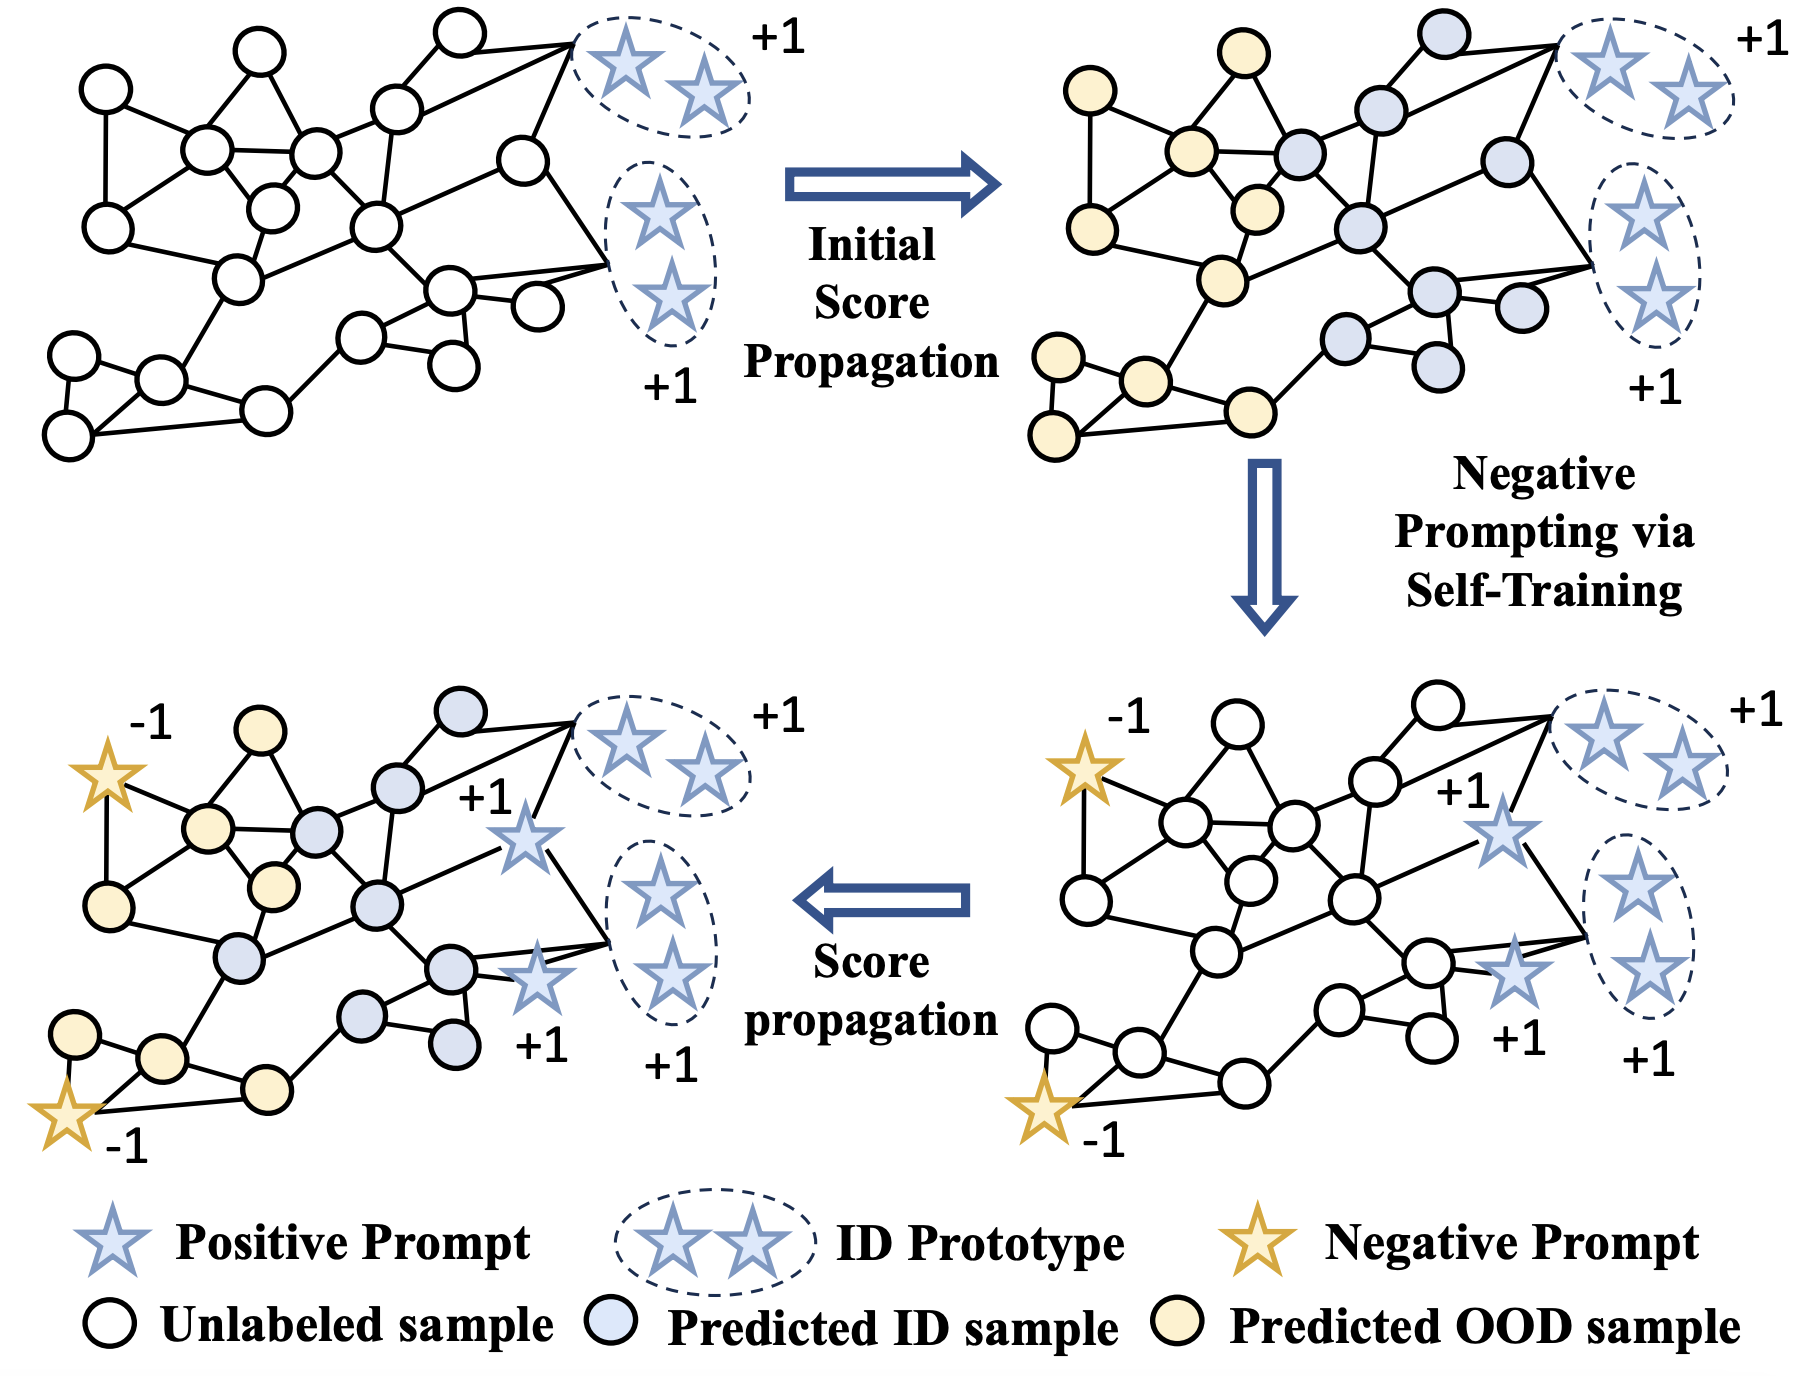 +1
+1
Initial
Score
Propagation
+1
+1
Negative
Prompting via
Self-Training
-1
+1
+1
+1
+1
-1
Score
propagation
-1
+1
+1
+1
+1
-1
Positive Prompt
ID Prototype
Negative Prompt
Unlabeled sample
Predicted ID sample
Predicted OOD sample